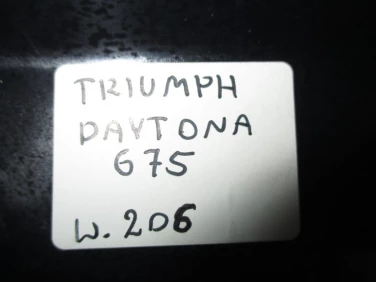 TRIUMPH
DAYTONA
675
W. 206